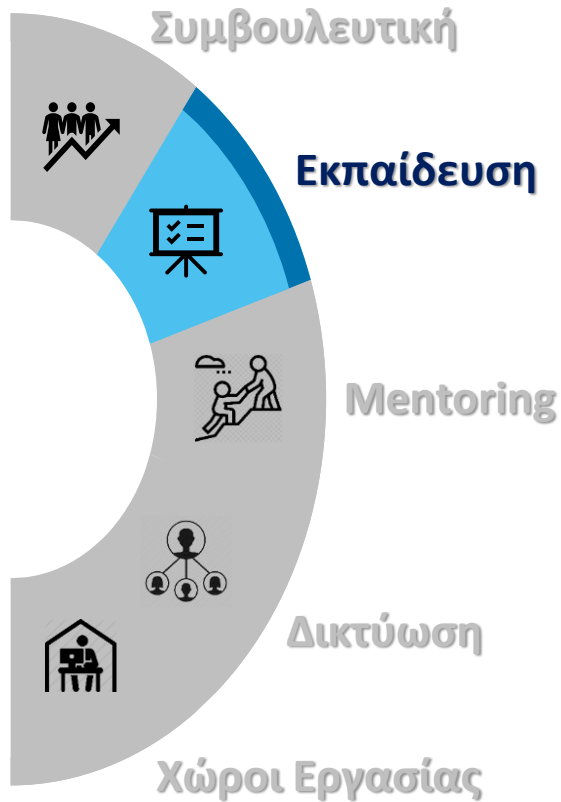 Συμβουλευτική
Εκπαίδευση
Mentoring
Δικτύωση
Χώροι Εργασίας